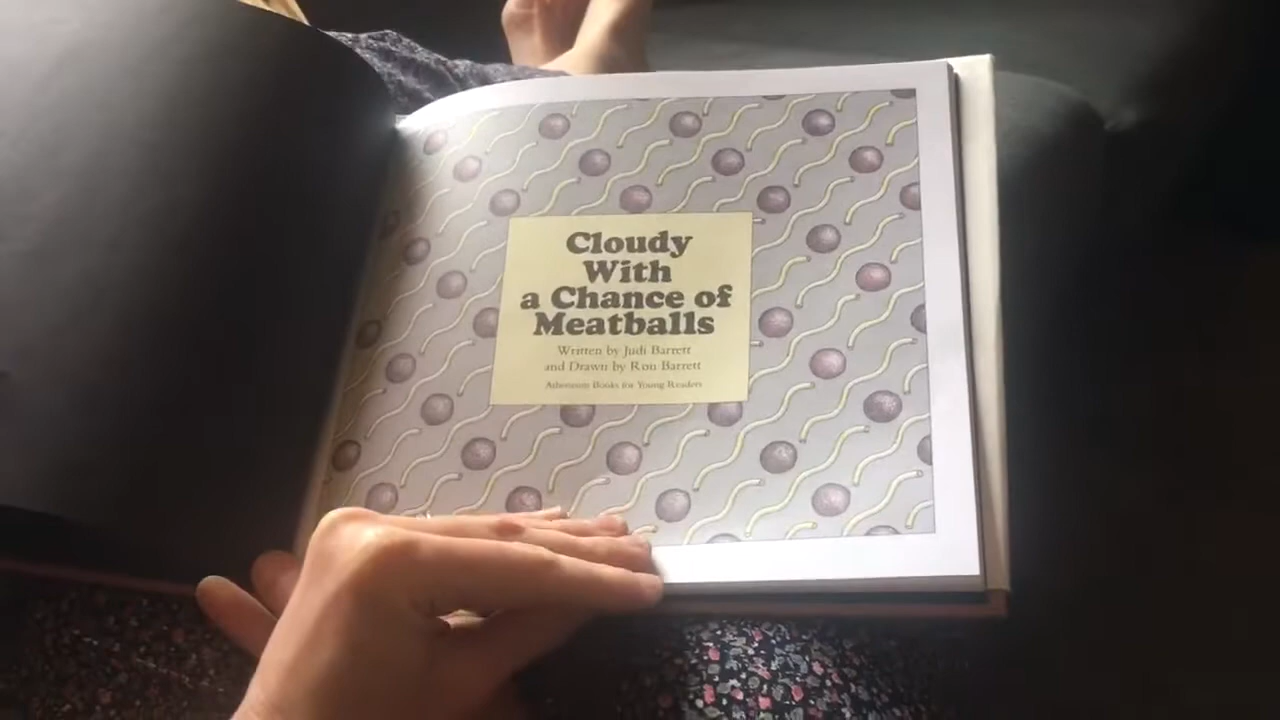 Cloudy
With
a Chance of
Meatballs
Written by Judi Barrett
and Drawn by Ron Barrett
Atheneum Books for Young Readers